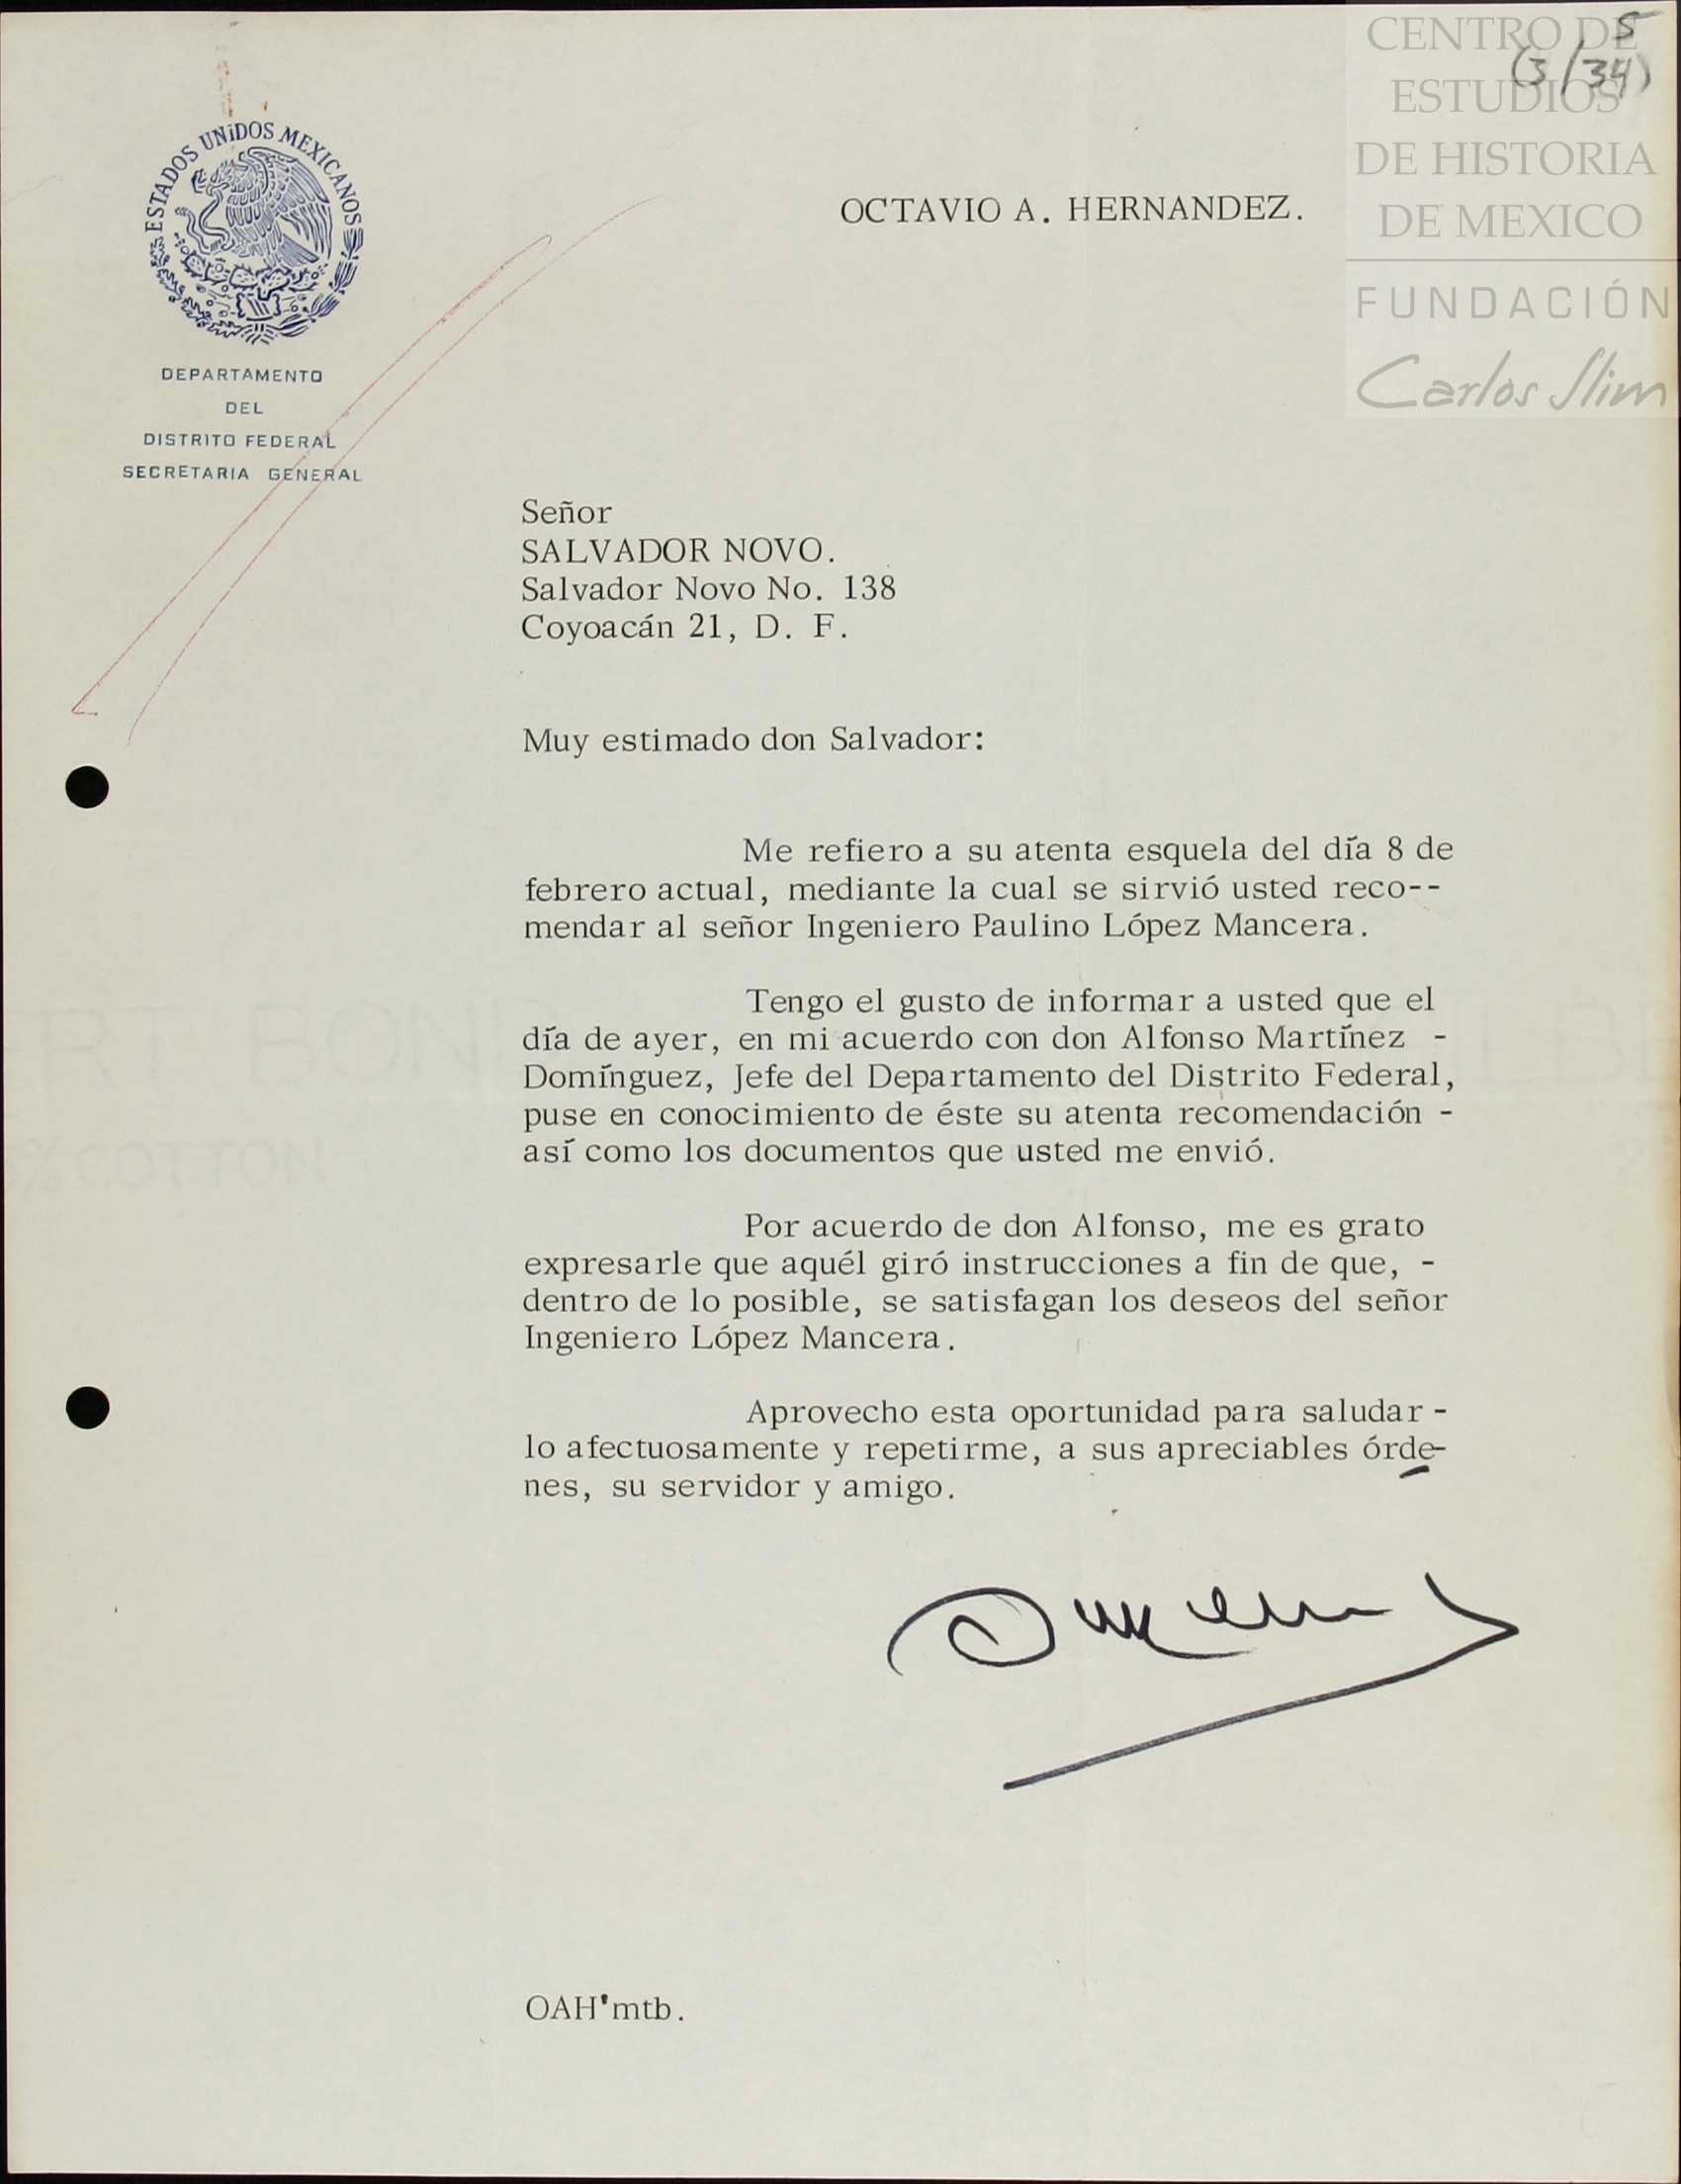 CENTRO DE
ESTUDIOS
DE HISTORIA
DE MEXICO
FUNDACIÓN
Carlos Slim
5
(3/34)
ESTADOS UNIDOS MEXICANOS
DEPARTAMENTO
DEL
DISTRITO FEDERAL
SECRETARIA GENERAL
OCTAVIO A. HERNANDEZ.
Señor
SALVADOR NOVO.
Salvador Novo No. 138
Coyoacán 21, D. F.
Muy estimado don Salvador:
Me refiero a su atenta esquela del día 8 de
febrero actual, mediante la cual se sirvió usted reco--
mendar al señor Ingeniero Paulino López Mancera.
Tengo el gusto de informar a usted que el
día de ayer, en mi acuerdo con don Alfonso Martínez -
Domínguez, Jefe del Departamento del Distrito Federal,
puse en conocimiento de éste su atenta recomendación -
así como los documentos que usted me envió.
Por acuerdo de don Alfonso, me es grato
expresarle que aquél giró instrucciones a fin de que, -
dentro de lo posible, se satisfagan los deseos del señor
Ingeniero López Mancera.
Aprovecho esta oportunidad para saludar-
lo afectuosamente y repetirme, a sus apreciables órde-
nes, su servidor y amigo.
OAH'mtb.